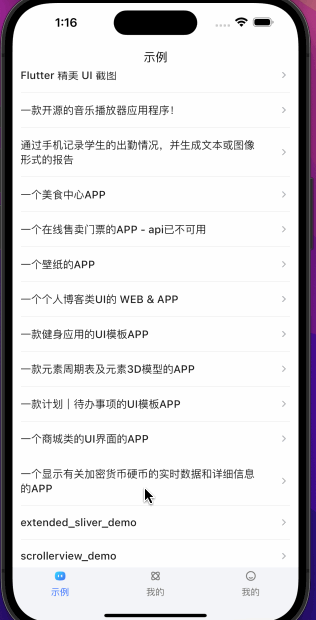 1:16
示例
Flutter 精美 UI 截图
一款开源的音乐播放器应用程序！
通过手机记录学生的出勤情况，并生成文本或图像
形式的报告
一个美食中心APP
一个在线售卖门票的APP - api已不可用
一个壁纸的APP
一个个人博客类UI的 WEB & APP
一款健身应用的UI模板APP
一款元素周期表及元素3D模型的APP
一款计划｜待办事项的UI模板APP
一个商城类的UI界面的APP
一个显示有关加密货币硬币的实时数据和详细信息
的APP
extended_sliver_demo
scrollerview_demo
示例
我的
我的